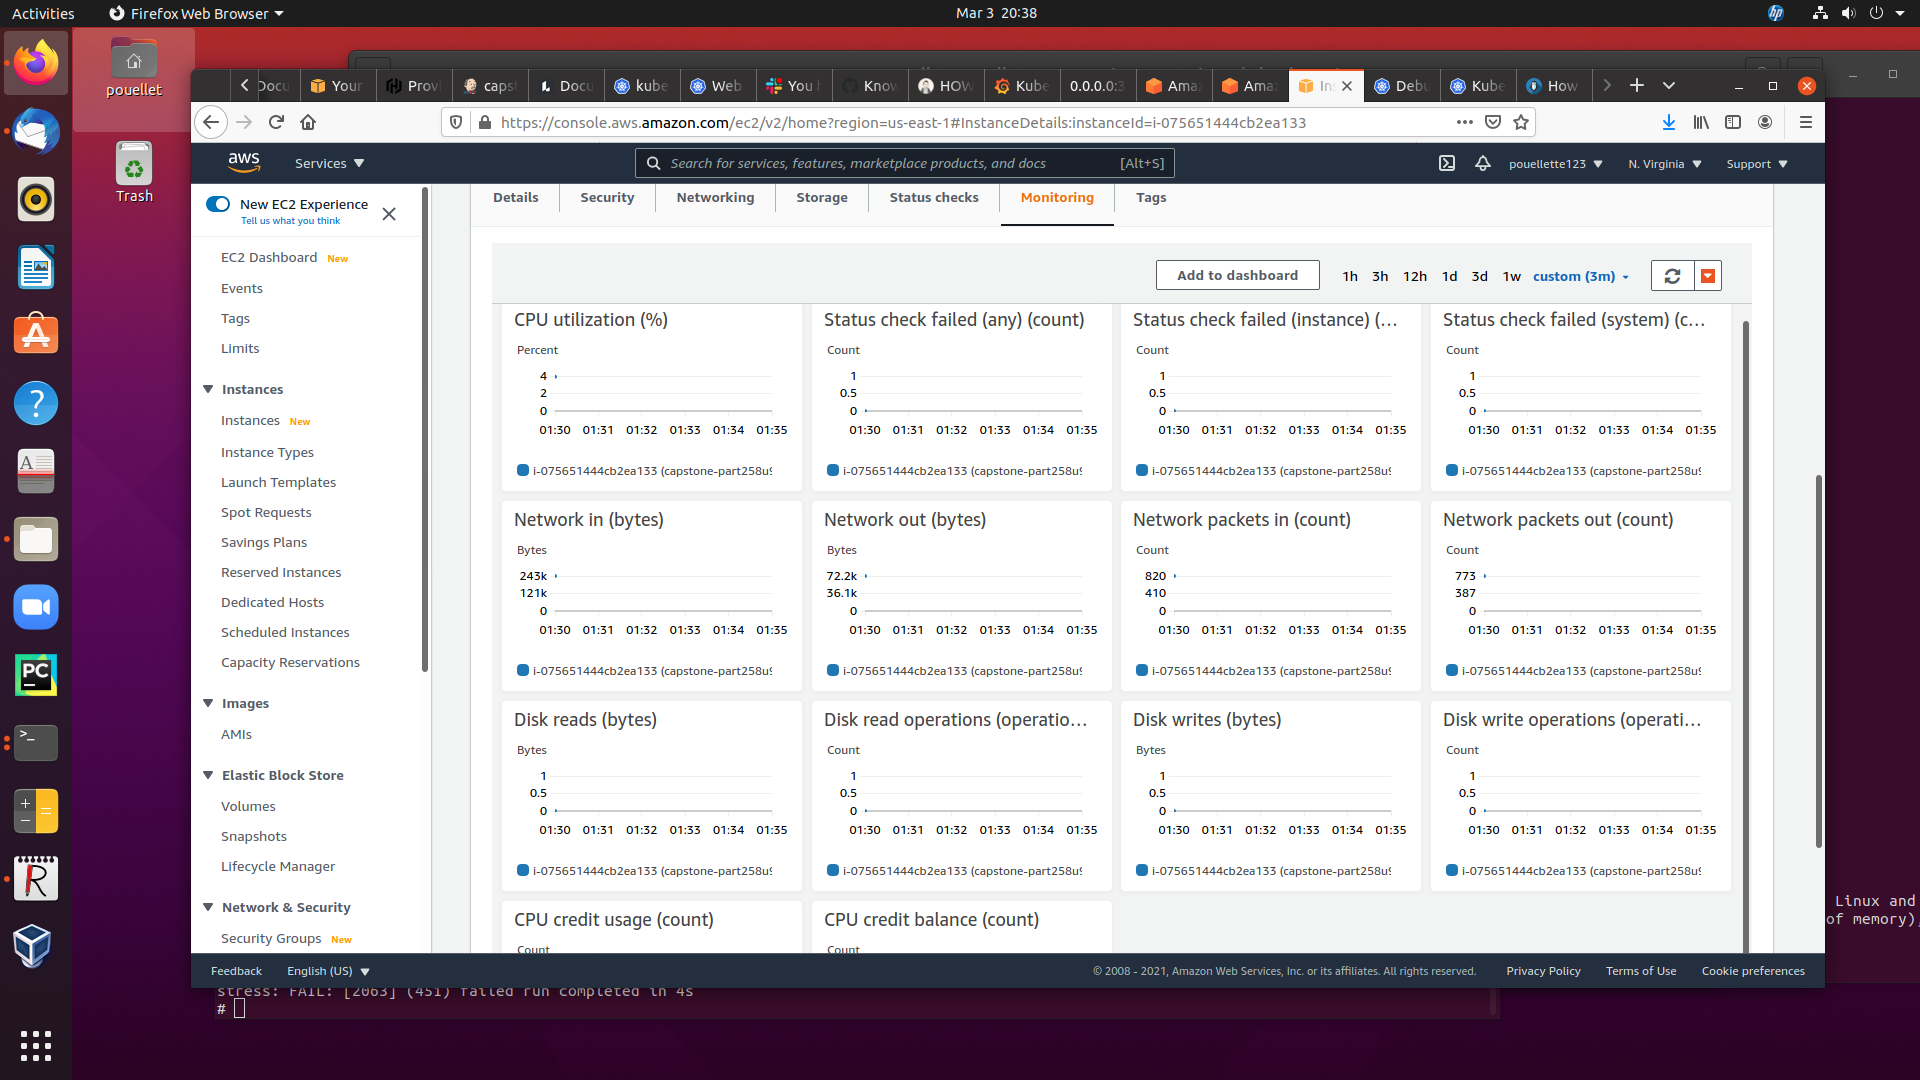 Activities
Firefox Web Browser
Mar 3 20:38
hp
pouellet
Trash
Docu
Your
Provi
capst
Docu
kube
Web
You h
Know
HOW
Kube
0.0.0.0:3
Amaz
Amaz
Ins
Debu
Kube
How
https://console.aws.amazon.com/ec2/v2/home?region=us-east-1#InstanceDetails:instanceId=i-075651444cb2ea133
aws
Services
Search for services, features, marketplace products, and docs
[Alt+S]
pouellette123
N. Virginia
Support
New EC2 Experience
Tell us what you think
EC2 Dashboard New
Events
Tags
Limits
Instances
Instances New
Instance Types
Launch Templates
Spot Requests
Savings Plans
Reserved Instances
Dedicated Hosts
Scheduled Instances
Capacity Reservations
Images
AMIs
Elastic Block Store
Volumes
Snapshots
Lifecycle Manager
Network & Security
Security Groups New
Details
Security
Networking
Storage
Status checks
Monitoring
Tags
Add to dashboard
1h 3h 12h 1d 3d 1w custom (3m)
CPU utilization (%)
Percent
4
2
0
01:30 01:31 01:32 01:33 01:34 01:35
i-075651444cb2ea133 (capstone-part258u9
Status check failed (any) (count)
Count
1
0.5
0
01:30 01:31 01:32 01:33 01:34 01:35
i-075651444cb2ea133 (capstone-part258u9
Status check failed (instance) (...
Count
1
0.5
0
01:30 01:31 01:32 01:33 01:34 01:35
i-075651444cb2ea133 (capstone-part258u9
Status check failed (system) (c...
Count
1
0.5
0
01:30 01:31 01:32 01:33 01:34 01:35
i-075651444cb2ea133 (capstone-part258u9
Network in (bytes)
Bytes
243k
121k
0
01:30 01:31 01:32 01:33 01:34 01:35
i-075651444cb2ea133 (capstone-part258u9
Network out (bytes)
Bytes
72.2k
36.1k
0
01:30 01:31 01:32 01:33 01:34 01:35
i-075651444cb2ea133 (capstone-part258u9
Network packets in (count)
Count
820
410
0
01:30 01:31 01:32 01:33 01:34 01:35
i-075651444cb2ea133 (capstone-part258u9
Network packets out (count)
Count
773
387
0
01:30 01:31 01:32 01:33 01:34 01:35
i-075651444cb2ea133 (capstone-part258u9
Disk reads (bytes)
Bytes
1
0.5
0
01:30 01:31 01:32 01:33 01:34 01:35
i-075651444cb2ea133 (capstone-part258u9
Disk read operations (operatio...
Count
1
0.5
0
01:30 01:31 01:32 01:33 01:34 01:35
i-075651444cb2ea133 (capstone-part258u9
Disk writes (bytes)
Bytes
1
0.5
0
01:30 01:31 01:32 01:33 01:34 01:35
i-075651444cb2ea133 (capstone-part258u9
Disk write operations (operati...
Count
1
0.5
0
01:30 01:31 01:32 01:33 01:34 01:35
i-075651444cb2ea133 (capstone-part258u9
CPU credit usage (count)
Count
CPU credit balance (count)
Count
Feedback
English (US)
© 2008 - 2021, Amazon Web Services, Inc. or its affiliates. All rights reserved.
Privacy Policy
Terms of Use
Cookie preferences
Linux and
of memory),
stress: FAIL: [2063] (451) failed run completed in 4s
#